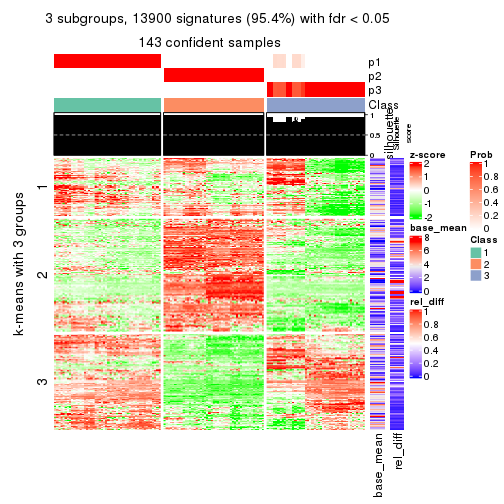 3 subgroups, 13900 signatures (95.4%) with fdr < 0.05
143 confident samples
p1
p2
p3
Class
1
0.5
0
silhouette
Silhouette
score
k-means with 3 groups
1
2
3
base_mean
rel_diff
z-score
2
1
0
-1
-2
base_mean
8
6
4
2
0
rel_diff
1
0.8
0.6
0.4
0.2
0
Prob
1
0.8
0.6
0.4
0.2
0
Class
1
2
3